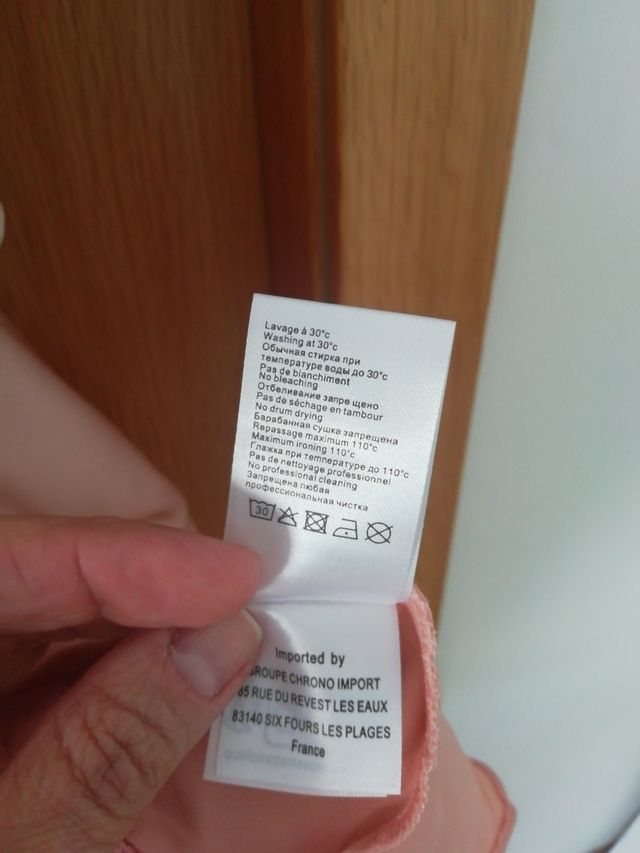 Lavage à 30°c
Washing at 30°c
Обычная стирка при
температуре воды до 30°c
Pas de blanchiment
No bleaching
Отбеливание запре щено
Pas de séchage en tambour
No drum drying
Барабанная сушка запрещена
Repassage maximum 110°c
Maximum ironing 110°c
Глажка при температуре до 110°c
Pas de nettoyage professionnel
No professional cleaning
Запрещена любая
профессиональная чистка
30
Imported by
GROUPE CHRONO IMPORT
RUE DU REVEST LES EAUX
83140 SIX FOURS LES PLAGES
France